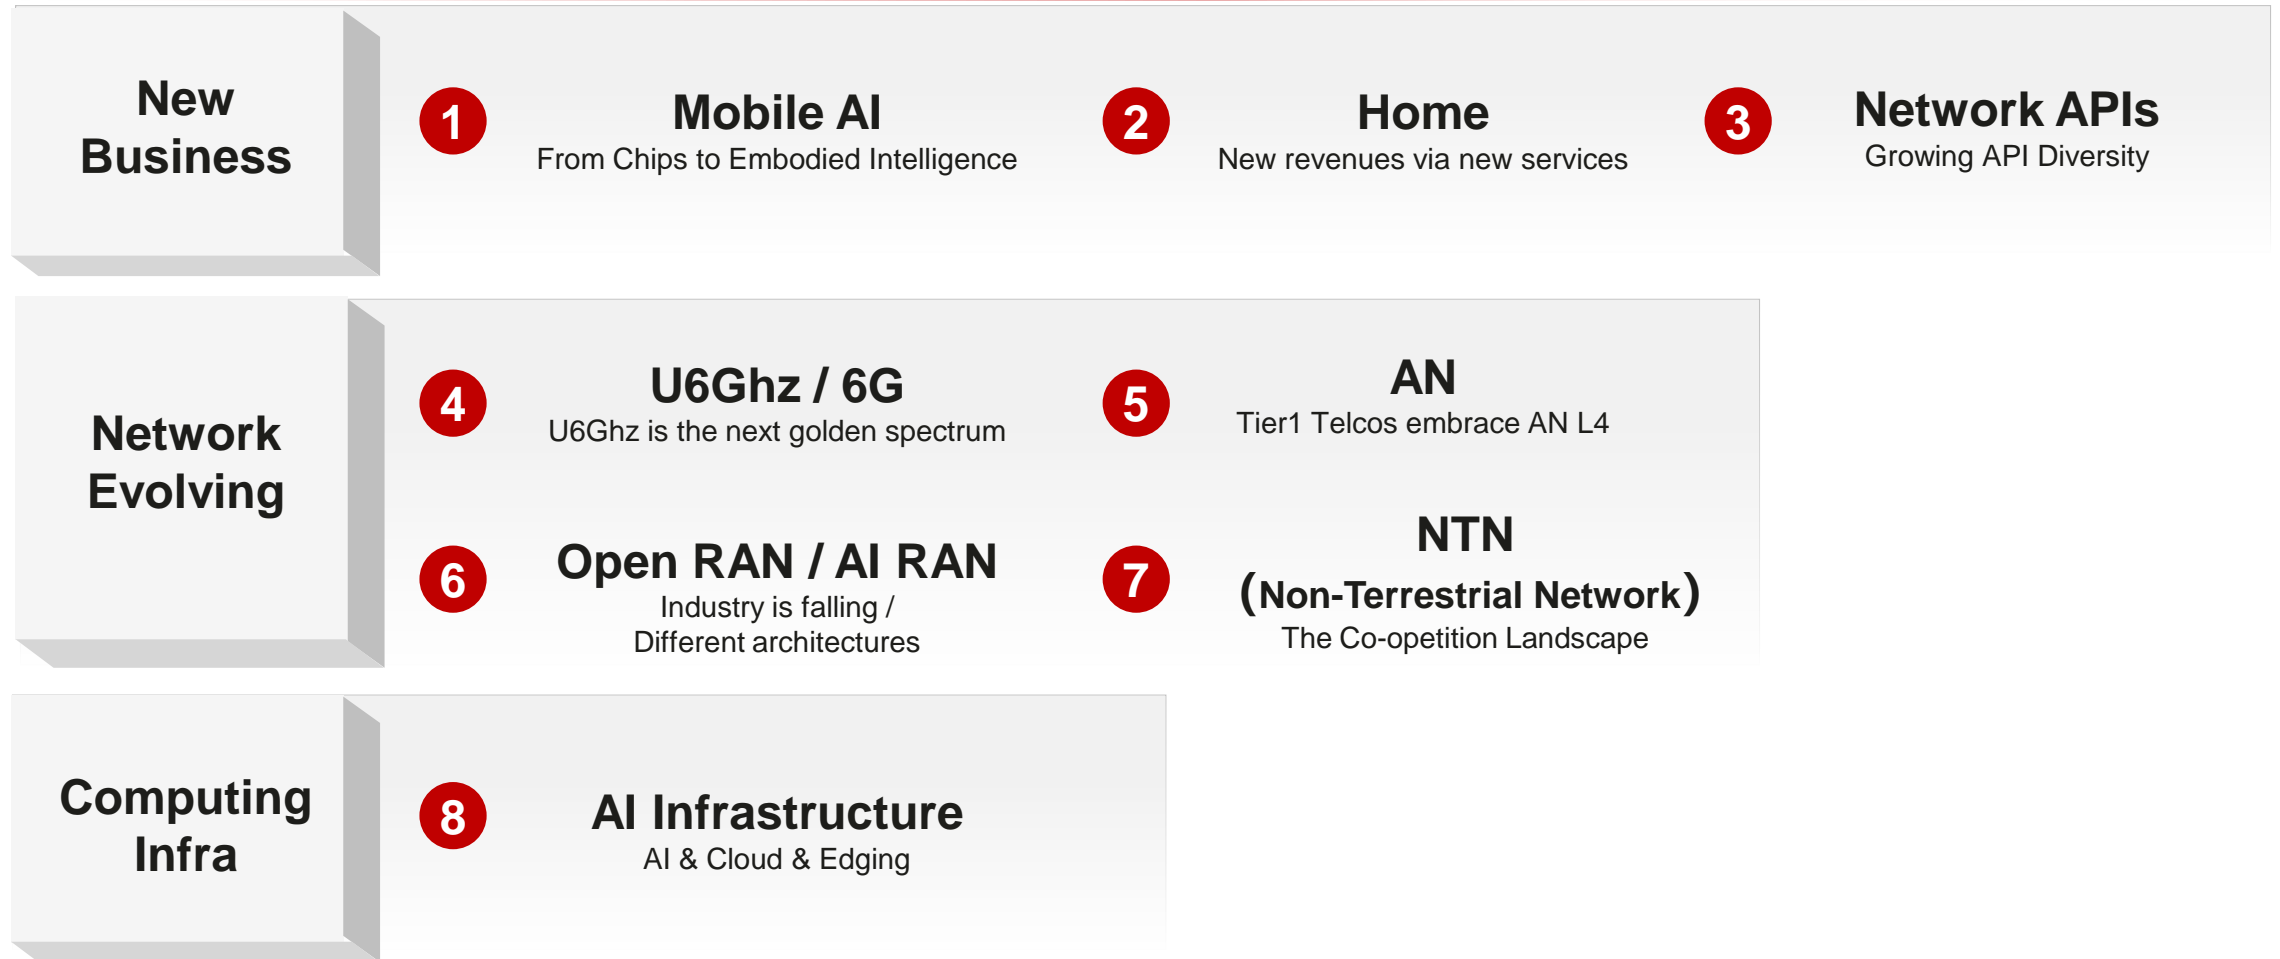 New
Business
1
Mobile AI
From Chips to Embodied Intelligence
2
Home
New revenues via new services
3
Network APIs
Growing API Diversity
Network
Evolving
4
U6Ghz / 6G
U6Ghz is the next golden spectrum
5
AN
Tier1 Telcos embrace AN L4
6
Open RAN / AI RAN
Industry is falling /
Different architectures
7
NTN
(Non-Terrestrial Network)
The Co-opetition Landscape
Computing
Infra
8
AI Infrastructure
AI & Cloud & Edging